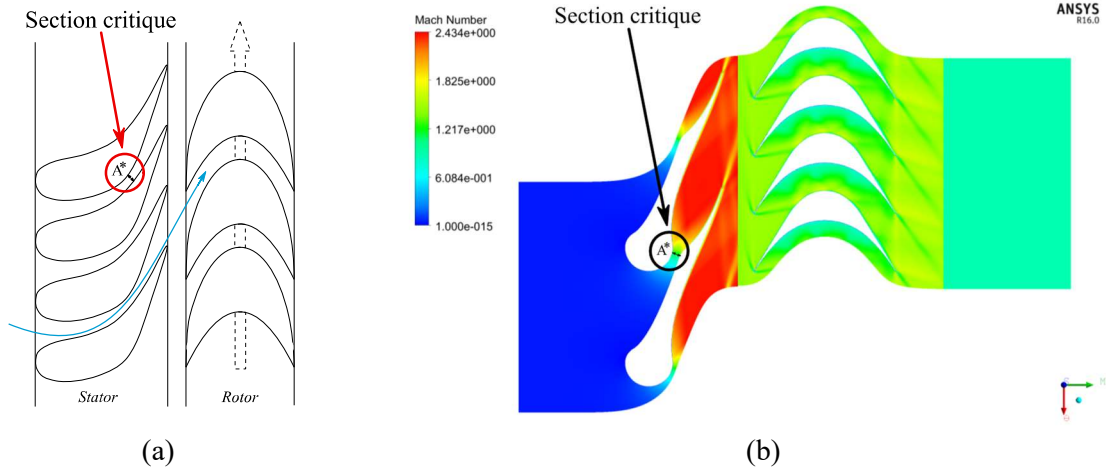 Section critique
A*
Stator
Rotor
(a)
Mach Number
2.434e+000
1.825e+000
1.217e+000
6.084e-001
1.000e-015
Section critique
A*
ANSYS
R16.0
(b)